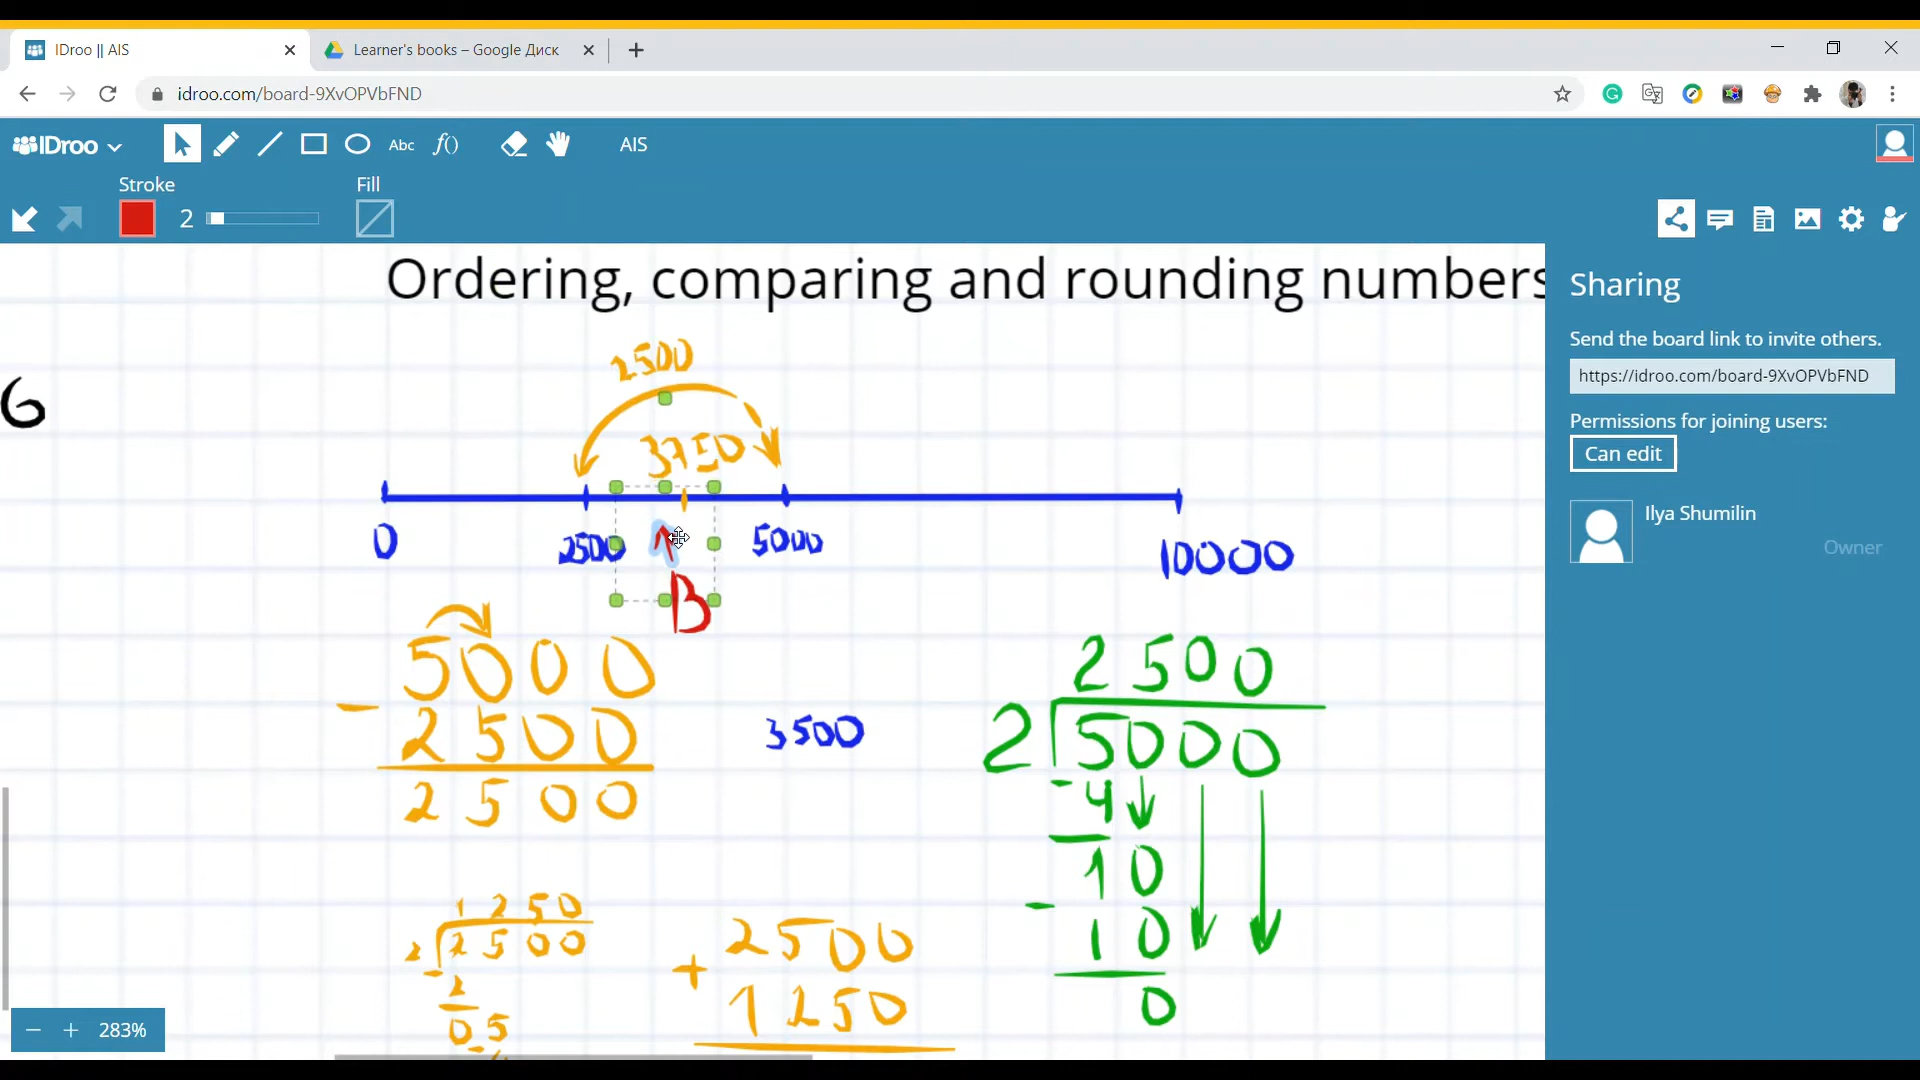 IDroo || AIS
Learner's books – Google Диск
idroo.com/board-9XvOPVbFND
IDroo
Abc
f()
AIS
Stroke
Fill
2
Ordering, comparing and rounding numbers
Sharing
Send the board link to invite others.
https://idroo.com/board-9XvOPVbFND
Permissions for joining users:
Can edit
Ilya Shumilin
Owner
6
2500
3750
0
2500
5000
10000
B
5000
- 2500
2500
3500
2500
2 5000
- 4
10
- 10
0
1250
2 2500
- 2
05
2500
+ 1250
283%